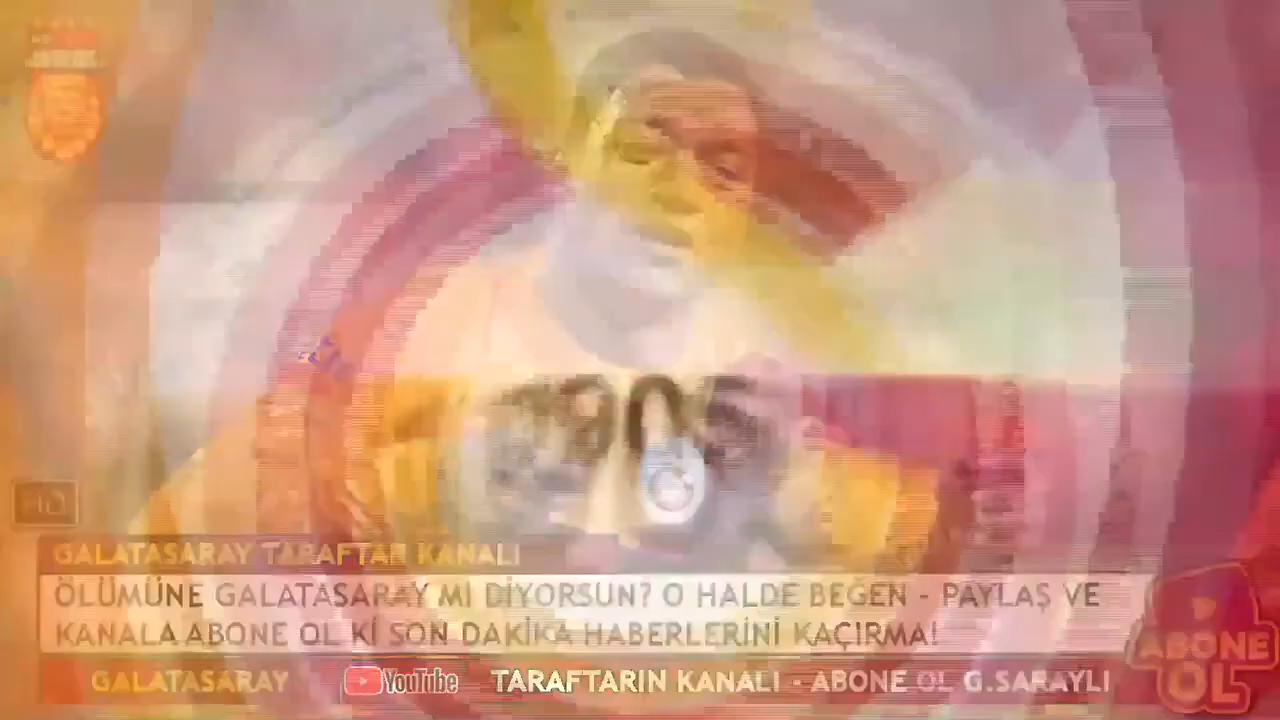 1905
HD
GALATASARAY TARAFTAR KANALI
ÖLÜMÜNE GALATASARAY MI DİYORSUN? O HALDE BEĞEN - PAYLAŞ VE
KANALA ABONE OL Kİ SON DAKİKA HABERLERİNİ KAÇIRMA!
GALATASARAY YouTube TARAFTARIN KANALI - ABONE OL G.SARAYLI
ABONE
OL